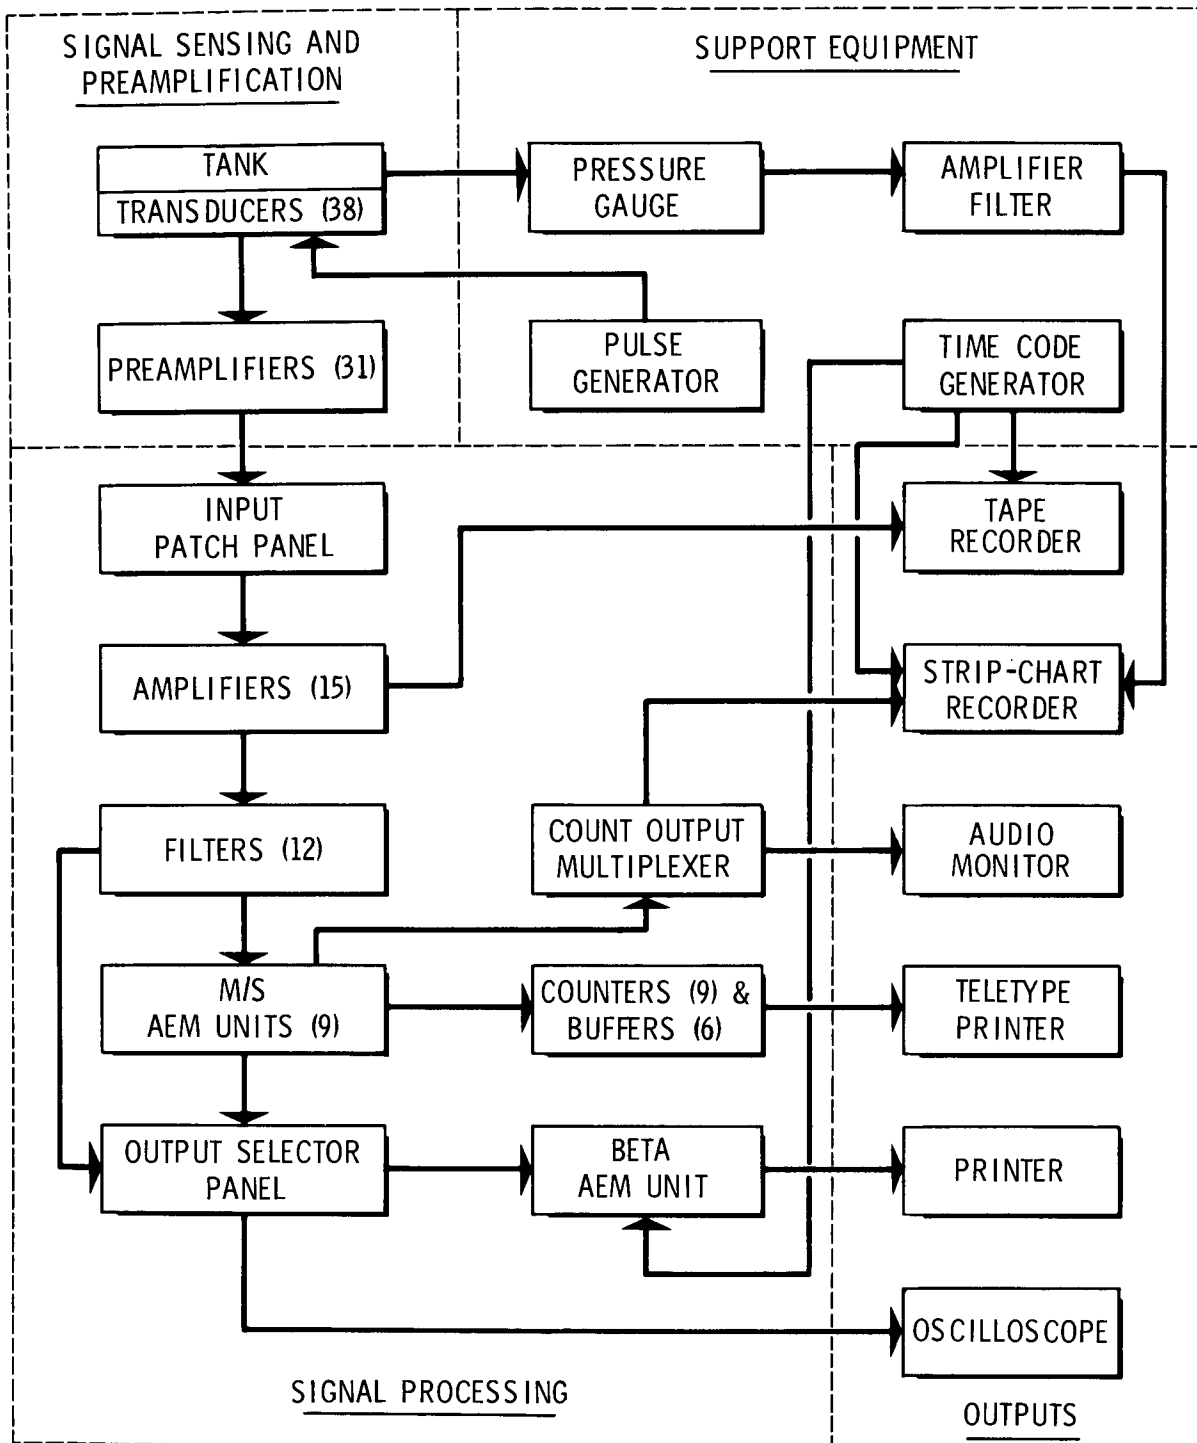 SIGNAL SENSING AND
PREAMPLIFICATION
SUPPORT EQUIPMENT
TANK
TRANSDUCERS (38)
PRESSURE
GAUGE
AMPLIFIER
FILTER
PREAMPLIFIERS (31)
PULSE
GENERATOR
TIME CODE
GENERATOR
INPUT
PATCH PANEL
TAPE
RECORDER
AMPLIFIERS (15)
STRIP-CHART
RECORDER
FILTERS (12)
COUNT OUTPUT
MULTIPLEXER
AUDIO
MONITOR
M/S
AEM UNITS (9)
COUNTERS (9) &
BUFFERS (6)
TELETYPE
PRINTER
OUTPUT SELECTOR
PANEL
BETA
AEM UNIT
PRINTER
OSCILLOSCOPE
SIGNAL PROCESSING
OUTPUTS